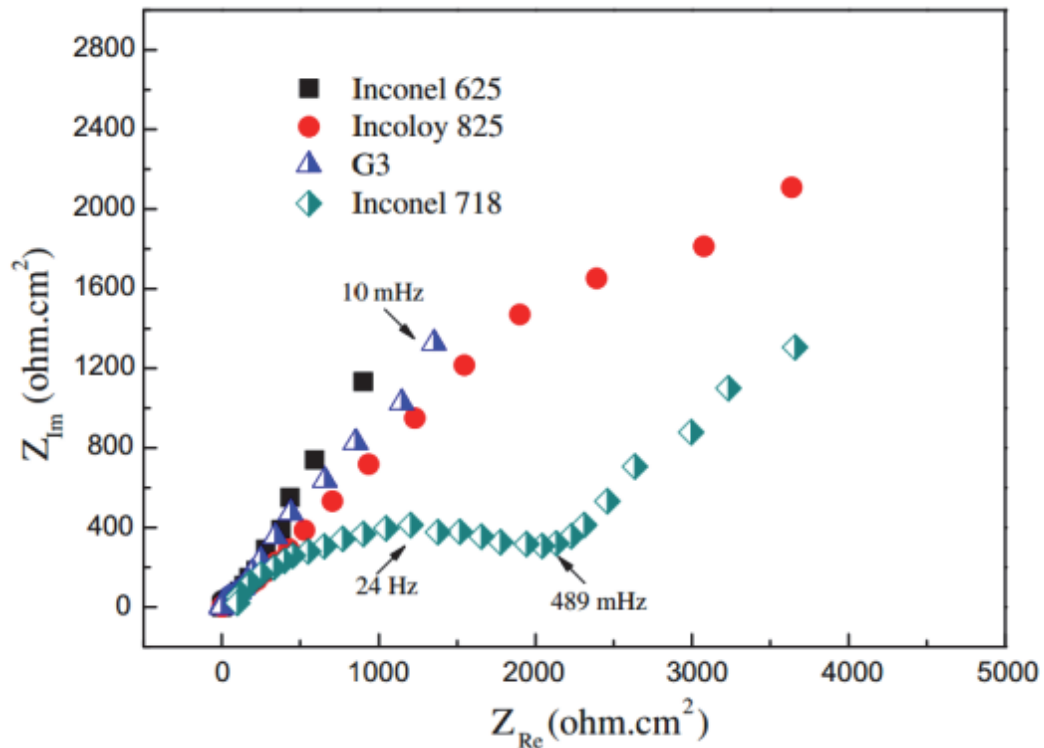 2800
2400
2000
1600
1200
800
400
0
Z_Im (ohm.cm²)
Inconel 625
Incoloy 825
G3
Inconel 718
10 mHz
24 Hz
489 mHz
0 1000 2000 3000 4000 5000
Z_Re (ohm.cm²)